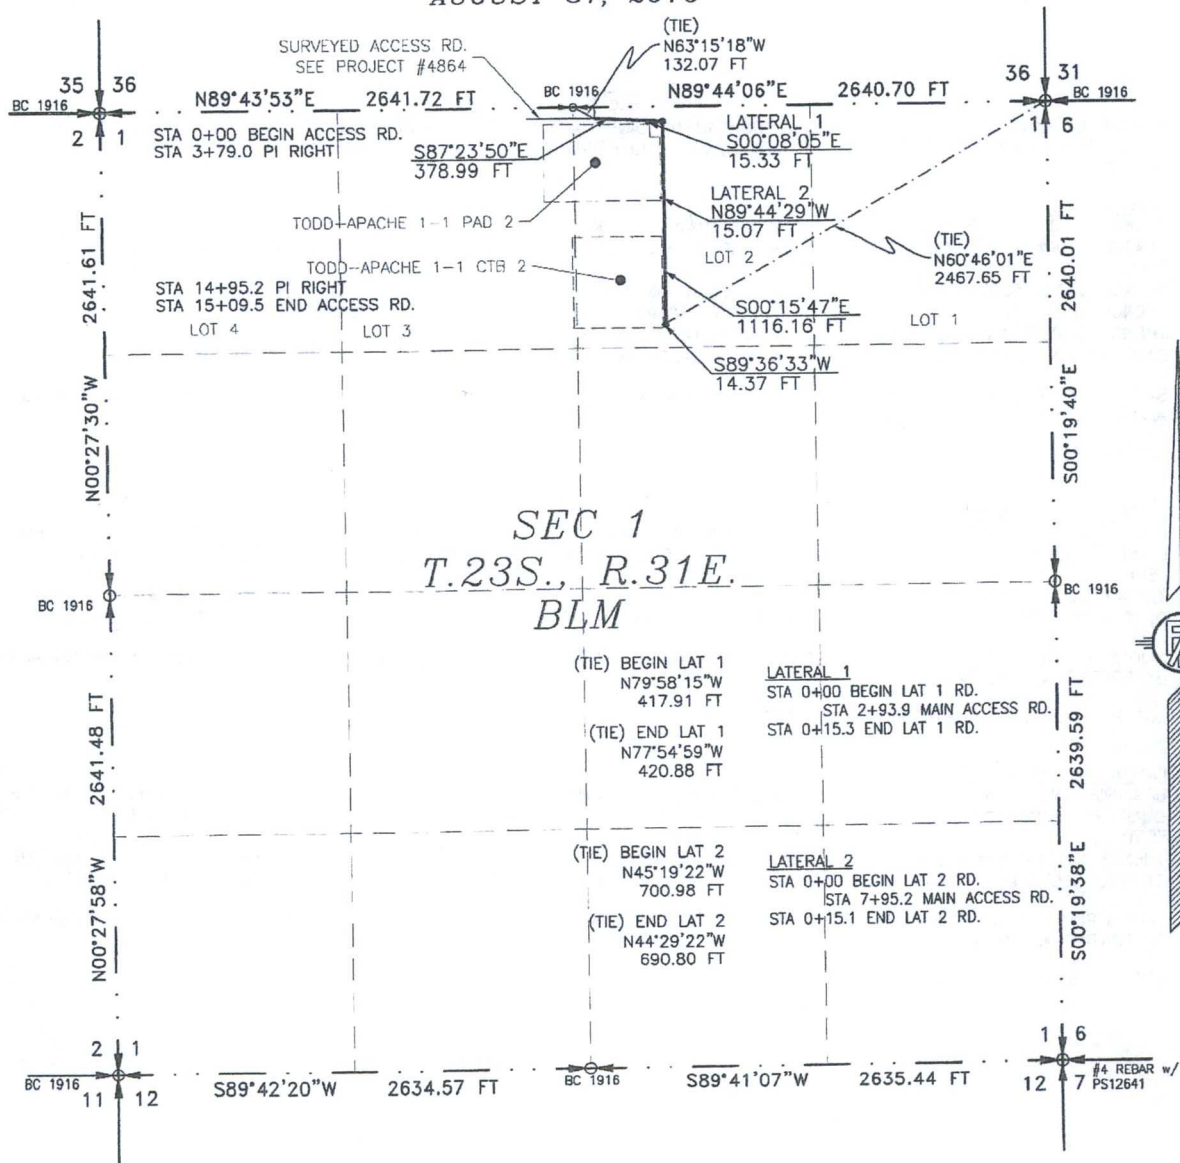 (TIE)
N63°15'18"W
132.07 FT
SURVEYED ACCESS RD.
SEE PROJECT #4864
35 36
BC 1916
2 1
N89°43'53"E 2641.72 FT
BC 1916
N89°44'06"E 2640.70 FT
36 31
BC 1916
1 6
STA 0+00 BEGIN ACCESS RD.
STA 3+79.0 PI RIGHT
S87°23'50"E
378.99 FT
LATERAL 1
S00°08'05"E
15.33 FT
LATERAL 2
N89°44'29"W
15.07 FT
TODD-APACHE 1-1 PAD 2
LOT 2
(TIE)
N60°46'01"E
2467.65 FT
TODD-APACHE 1-1 CTB 2
STA 14+95.2 PI RIGHT
STA 15+09.5 END ACCESS RD.
LOT 4
LOT 3
S00°15'47"E
1116.16 FT
LOT 1
S89°36'33"W
14.37 FT
2641.61 FT
N00°27'30"W
2640.01 FT
S00°19'40"E
SEC 1
T.23S., R.31E.
BLM
BC 1916
BC 1916
(TIE) BEGIN LAT 1
N79°58'15"W
417.91 FT
(TIE) END LAT 1
N77°54'59"W
420.88 FT
LATERAL 1
STA 0+00 BEGIN LAT 1 RD.
STA 2+93.9 MAIN ACCESS RD.
STA 0+15.3 END LAT 1 RD.
2641.48 FT
N00°27'58"W
2639.59 FT
S00°19'38"E
(TIE) BEGIN LAT 2
N45°19'22"W
700.98 FT
(TIE) END LAT 2
N44°29'22"W
690.80 FT
LATERAL 2
STA 0+00 BEGIN LAT 2 RD.
STA 7+95.2 MAIN ACCESS RD.
STA 0+15.1 END LAT 2 RD.
2 1
BC 1916
11 12
S89°42'20"W 2634.57 FT
BC 1916
S89°41'07"W 2635.44 FT
1 6
12 7
#4 REBAR w/
PS12641